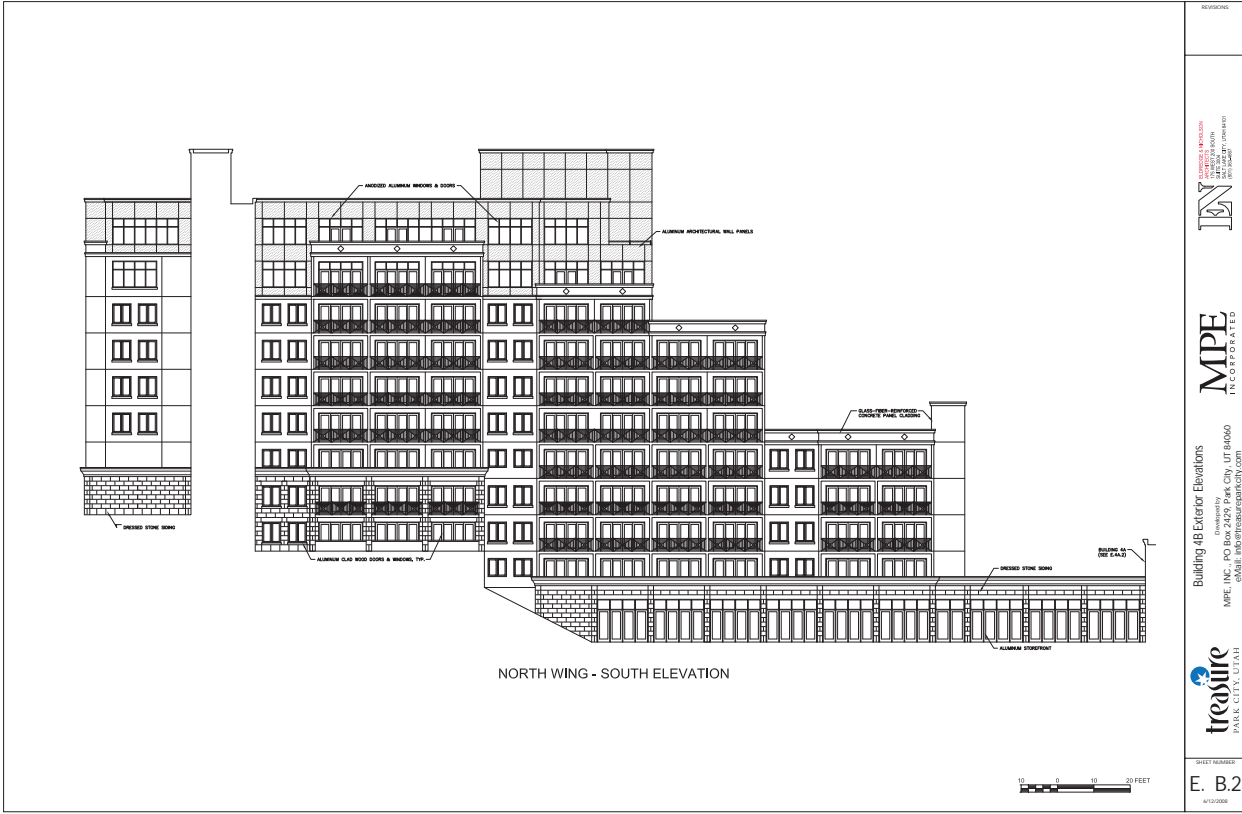 ANODIZED ALUMINUM WINDOWS & DOORS
ALUMINUM ARCHITECTURAL WALL PANELS
GLASS-FIBER-REINFORCED
CONCRETE PANEL CLADDING
DRESSED STONE SIDING
ALUMINUM CLAD WOOD DOORS & WINDOWS, TYP.
BUILDING 4A
(SEE E.4A.2)
DRESSED STONE SIDING
ALUMINUM STOREFRONT
NORTH WING - SOUTH ELEVATION
10 0 10 20 FEET
REVISIONS
EN
ARCHITECTS
MPE
INCORPORATED
Building 4B Exterior Elevations
Developed by
MPE, INC., PO Box 2429, Park City, UT 84060
eMail: info@treasureparkcity.com
treasure
PARK CITY, UTAH
SHEET NUMBER
E. B.2